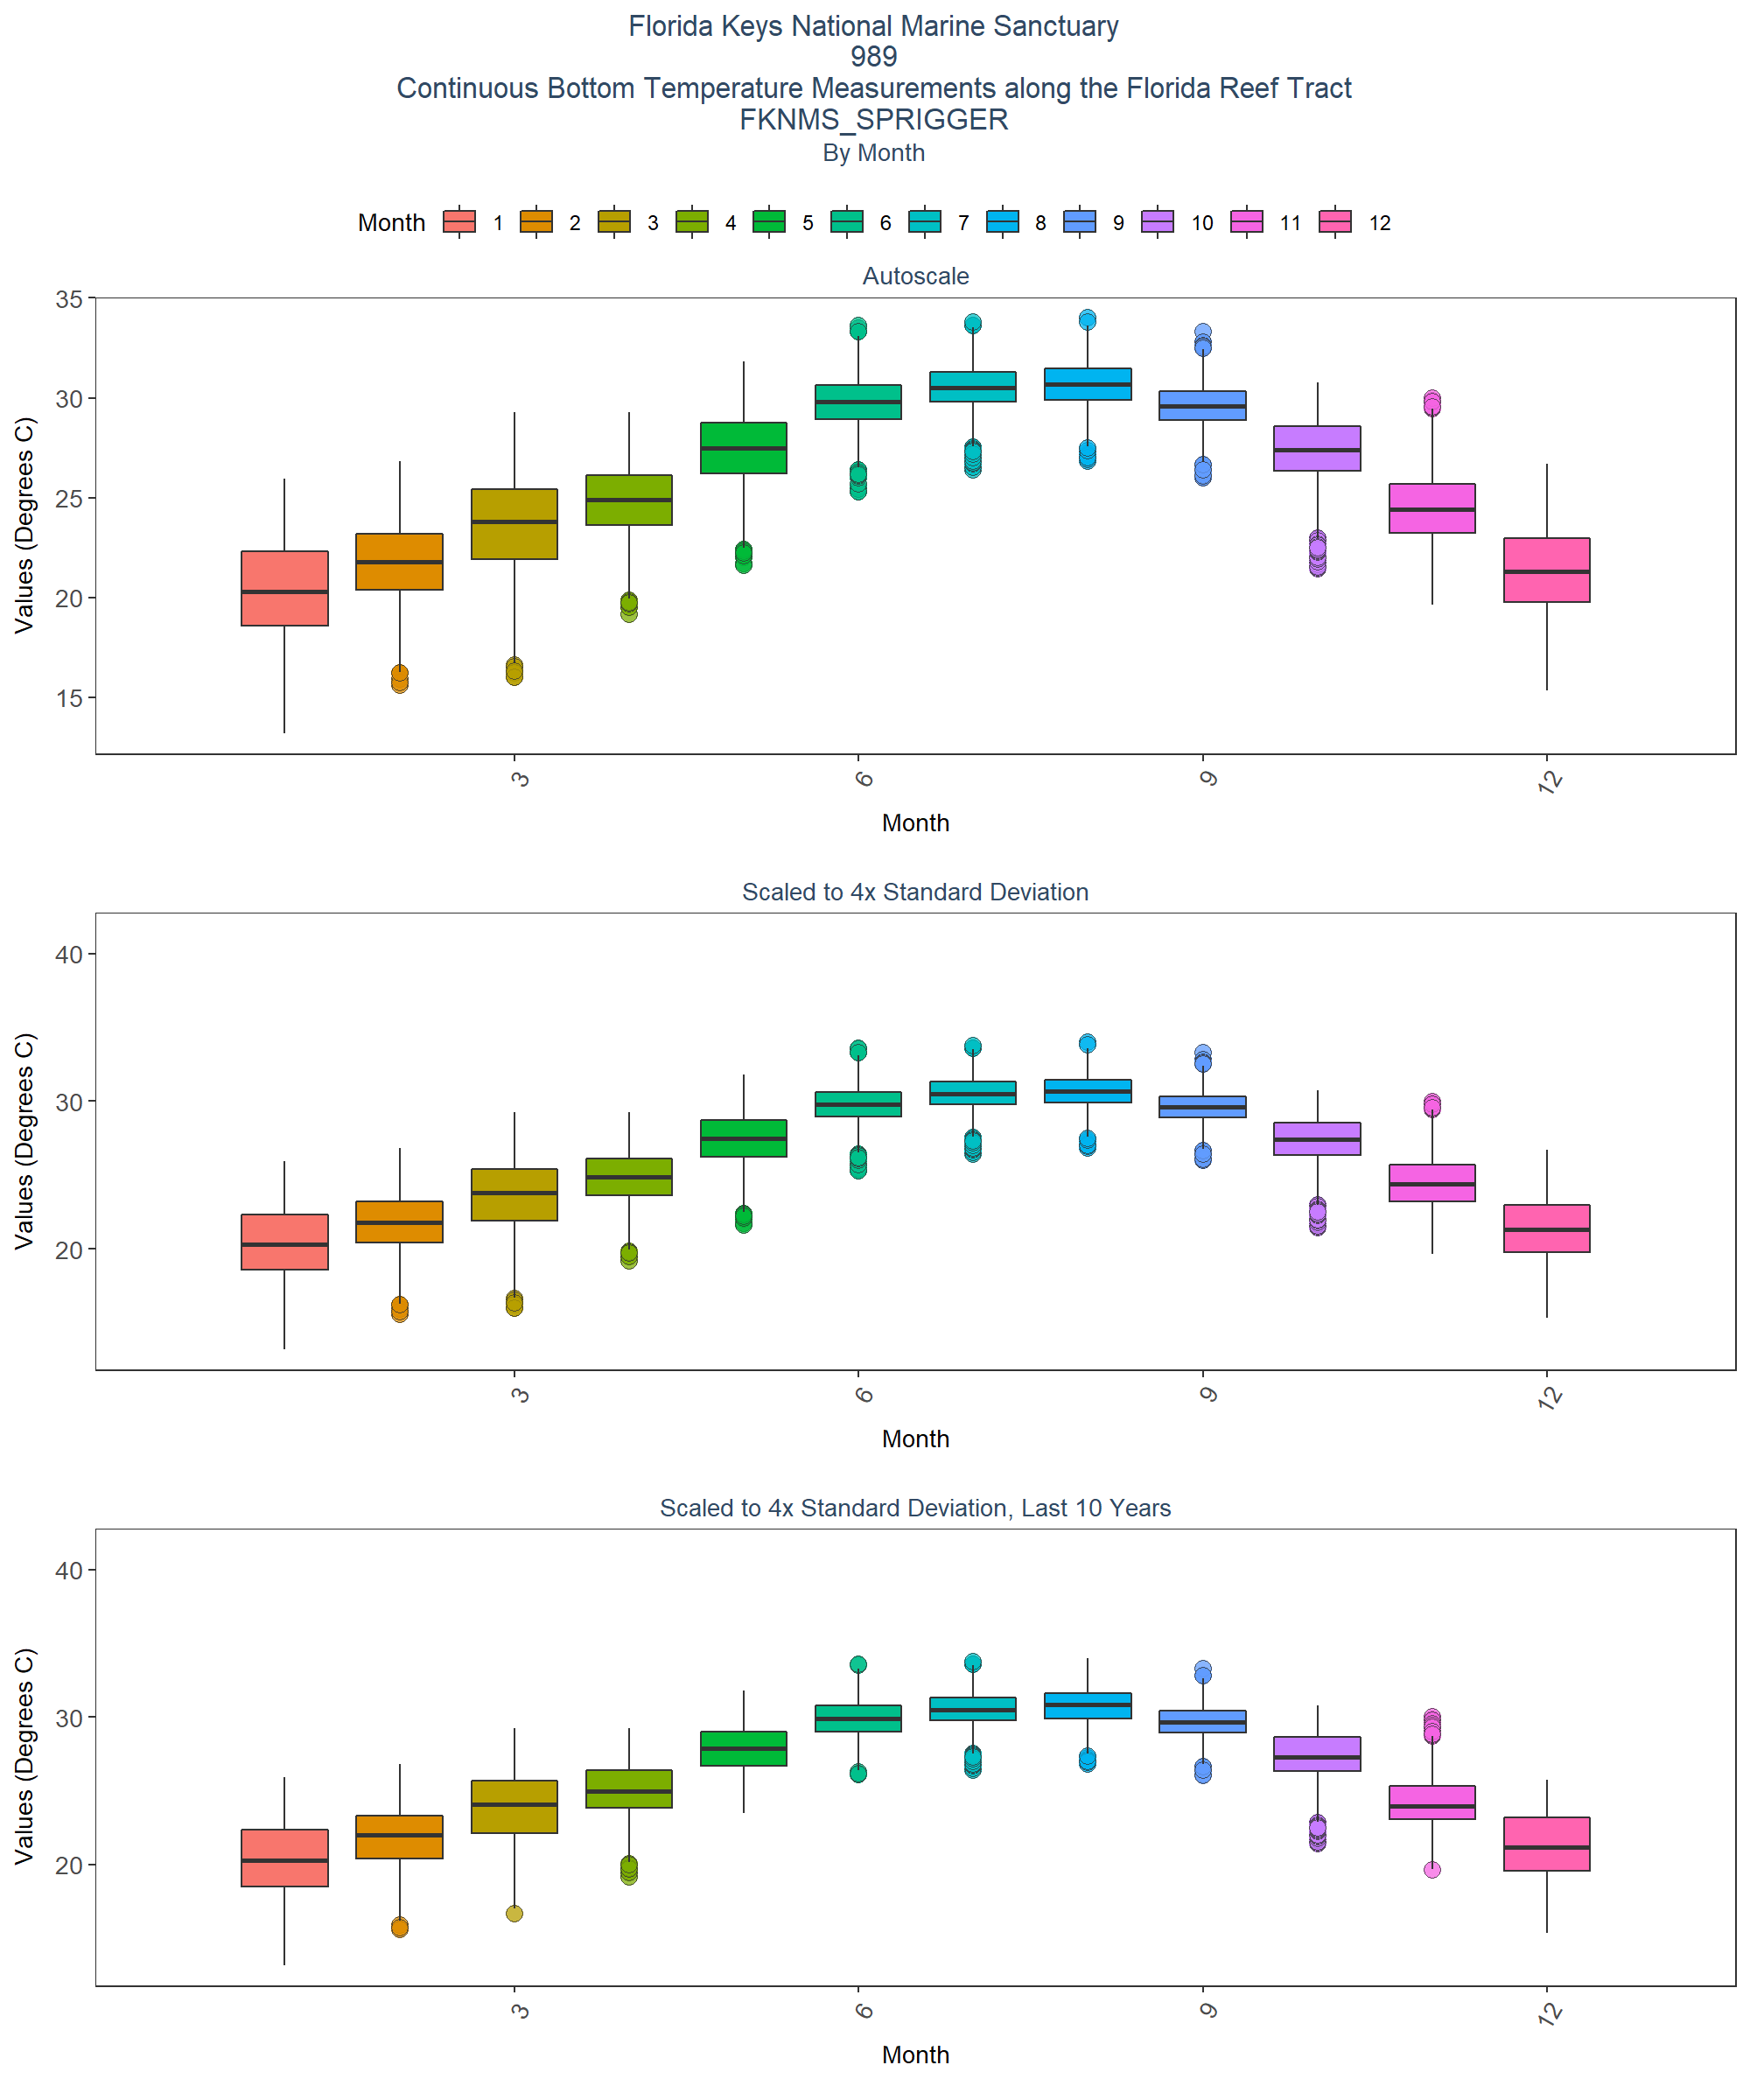 Florida Keys National Marine Sanctuary
989
Continuous Bottom Temperature Measurements along the Florida Reef Tract
FKNMS_SPRIGGER
By Month
Month 1 2 3 4 5 6 7 8 9 10 11 12
Autoscale
Values (Degrees C)
35
30
25
20
15
3 6 9 12
Month
Scaled to 4x Standard Deviation
Values (Degrees C)
40
30
20
3 6 9 12
Month
Scaled to 4x Standard Deviation, Last 10 Years
Values (Degrees C)
40
30
20
3 6 9 12
Month